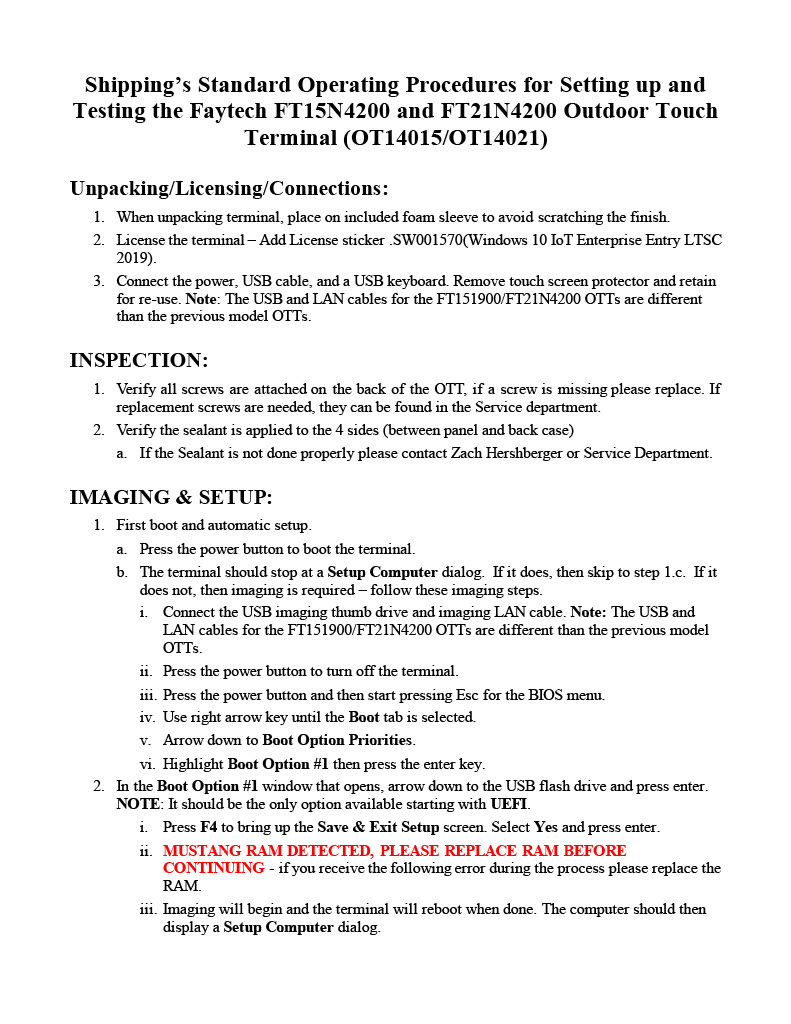 Shipping’s Standard Operating Procedures for Setting up and
Testing the Faytech FT15N4200 and FT21N4200 Outdoor Touch
Terminal (OT14015/OT14021)
Unpacking/Licensing/Connections:
1. When unpacking terminal, place on included foam sleeve to avoid scratching the finish.
2. License the terminal – Add License sticker .SW001570(Windows 10 IoT Enterprise Entry LTSC
2019).
3. Connect the power, USB cable, and a USB keyboard. Remove touch screen protector and retain
for re-use. Note: The USB and LAN cables for the FT151900/FT21N4200 OTTs are different
than the previous model OTTs.
INSPECTION:
1. Verify all screws are attached on the back of the OTT, if a screw is missing please replace. If
replacement screws are needed, they can be found in the Service department.
2. Verify the sealant is applied to the 4 sides (between panel and back case)
a. If the Sealant is not done properly please contact Zach Hershberger or Service Department.
IMAGING & SETUP:
1. First boot and automatic setup.
a. Press the power button to boot the terminal.
b. The terminal should stop at a Setup Computer dialog. If it does, then skip to step 1.c. If it
does not, then imaging is required – follow these imaging steps.
i. Connect the USB imaging thumb drive and imaging LAN cable. Note: The USB and
LAN cables for the FT151900/FT21N4200 OTTs are different than the previous model
OTTs.
ii. Press the power button to turn off the terminal.
iii. Press the power button and then start pressing Esc for the BIOS menu.
iv. Use right arrow key until the Boot tab is selected.
v. Arrow down to Boot Option Priorities.
vi. Highlight Boot Option #1 then press the enter key.
2. In the Boot Option #1 window that opens, arrow down to the USB flash drive and press enter.
NOTE: It should be the only option available starting with UEFI.
i. Press F4 to bring up the Save & Exit Setup screen. Select Yes and press enter.
ii. MUSTANG RAM DETECTED, PLEASE REPLACE RAM BEFORE
CONTINUING - if you receive the following error during the process please replace the
RAM.
iii. Imaging will begin and the terminal will reboot when done. The computer should then
display a Setup Computer dialog.